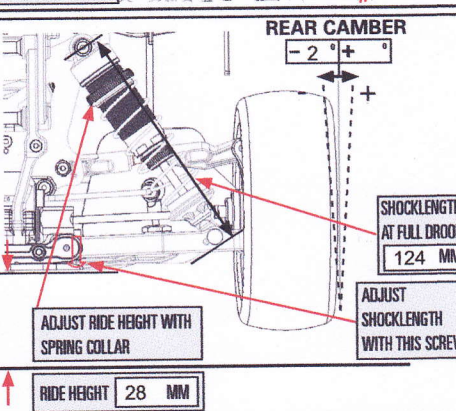 REAR CAMBER
- 2 ° + °
+
SHOCKLENGTH
AT FULL DROOP
124 MM
ADJUST
SHOCKLENGTH
WITH THIS SCREW
ADJUST RIDE HEIGHT WITH
SPRING COLLAR
RIDE HEIGHT 28 MM